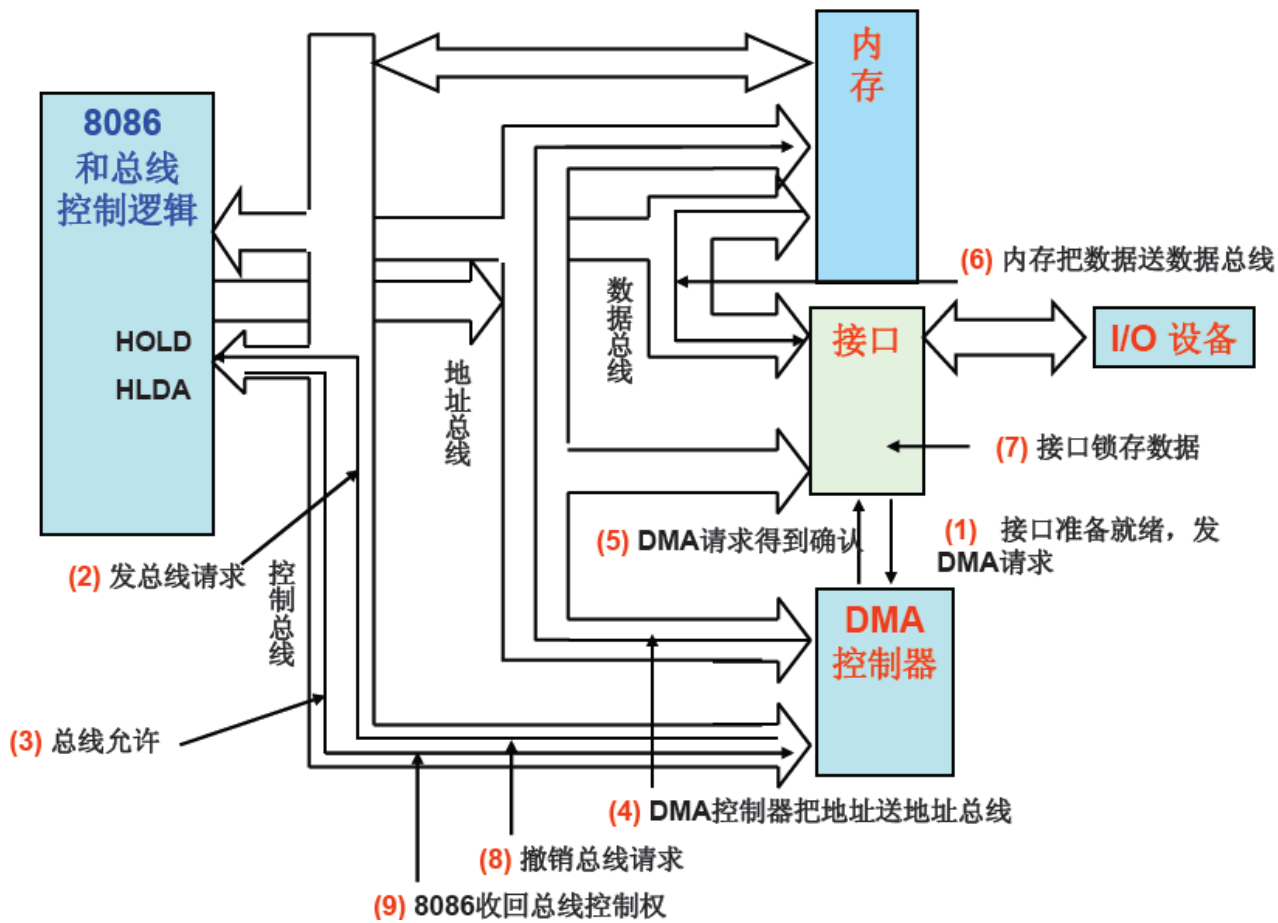 内
存
8086
和总线
控制逻辑
HOLD
HLDA
(6) 内存把数据送数据总线
数据总线
接口
I/O 设备
地址总线
(7) 接口锁存数据
(5) DMA请求得到确认
(1) 接口准备就绪，发
DMA请求
(2) 发总线请求
控制总线
DMA
控制器
(3) 总线允许
(4) DMA控制器把地址送地址总线
(8) 撤销总线请求
(9) 8086收回总线控制权